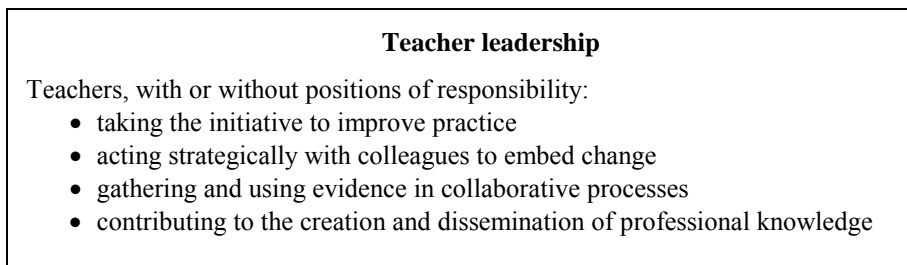 Teacher leadership
Teachers, with or without positions of responsibility:
• taking the initiative to improve practice
• acting strategically with colleagues to embed change
• gathering and using evidence in collaborative processes
• contributing to the creation and dissemination of professional knowledge